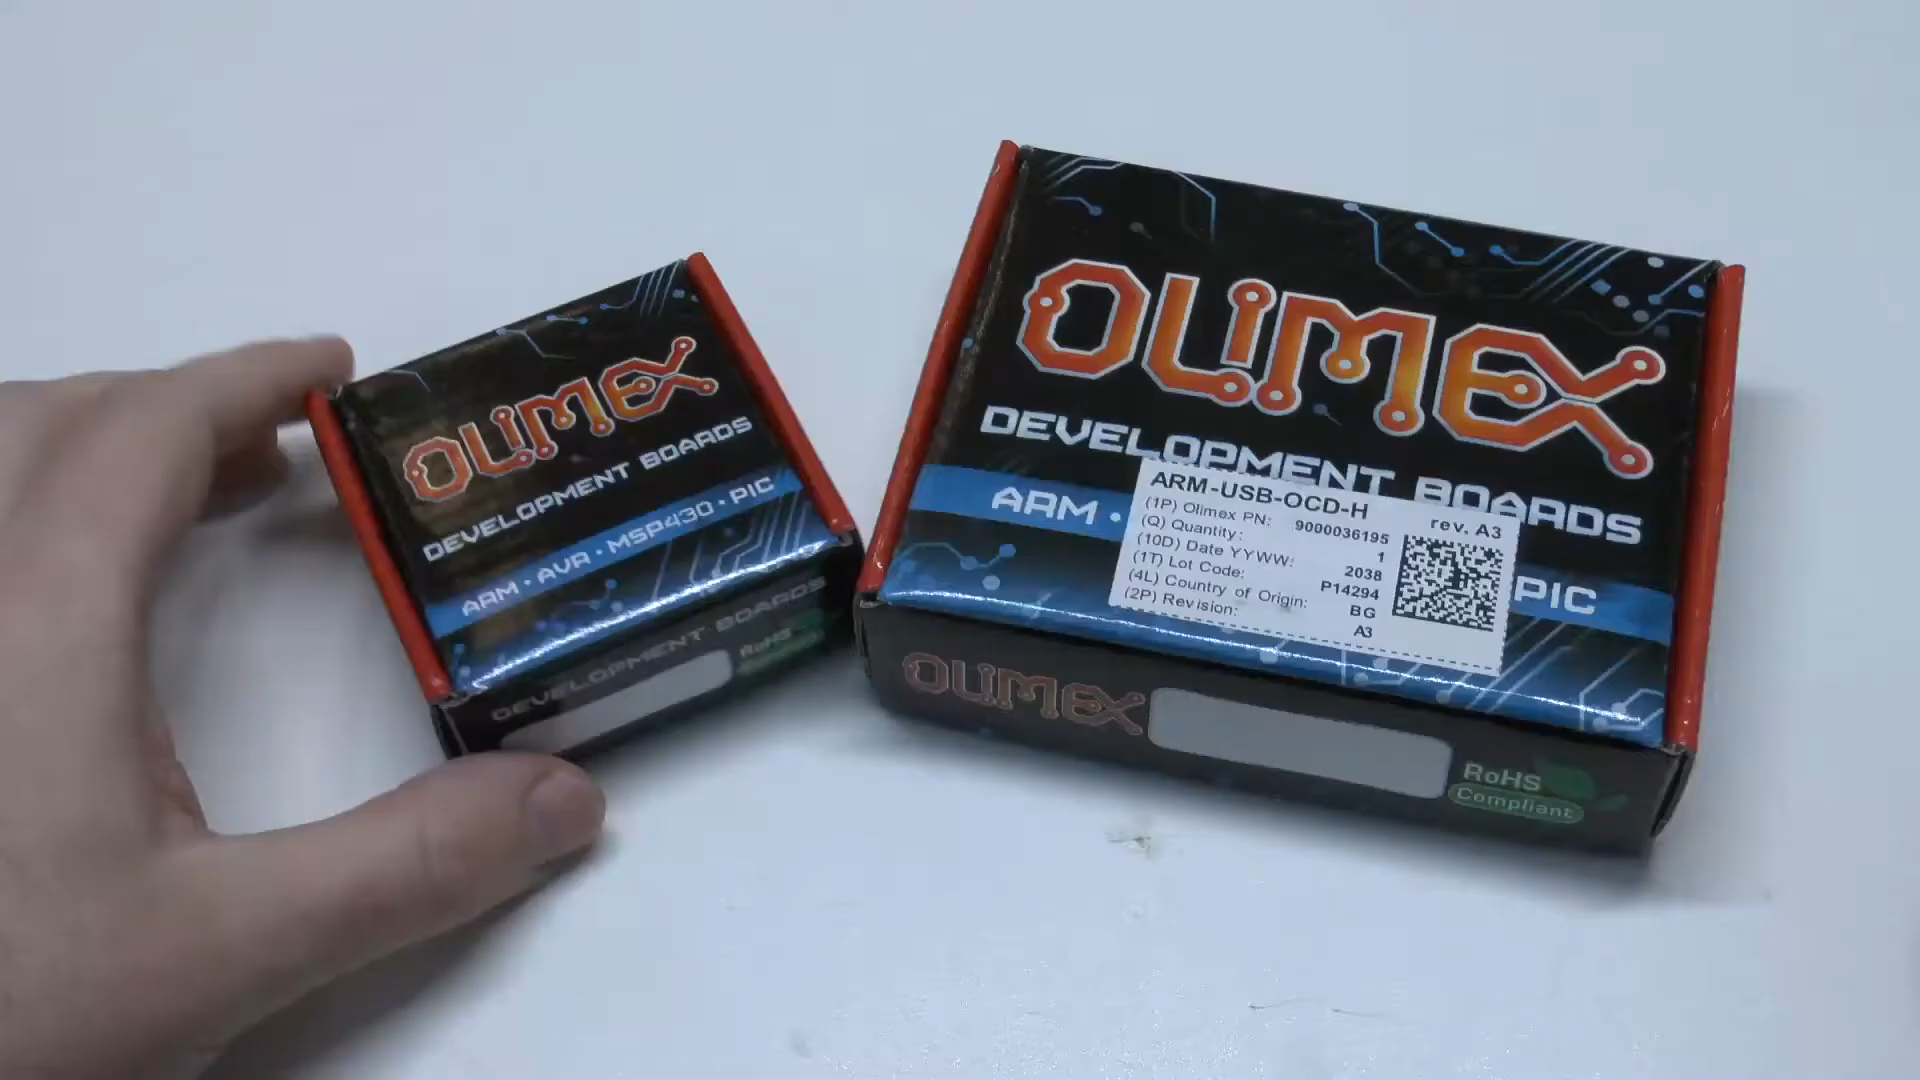 OLIMEX
DEVELOPMENT BOARDS
ARM • AVR • MSP430 • PIC
DEVELOPMENT BOARDS
RoHS
OLIMEX
DEVELOPMENT BOARDS
ARM •
PIC
ARM-USB-OCD-H
rev. A3
(1P) Olimex PN: 9000036195
(Q) Quantity: 1
(10D) Date YYWW: 2038
(1T) Lot Code: P14294
(4L) Country of Origin: BG
(2P) Revision: A3
OLIMEX
RoHS
Compliant